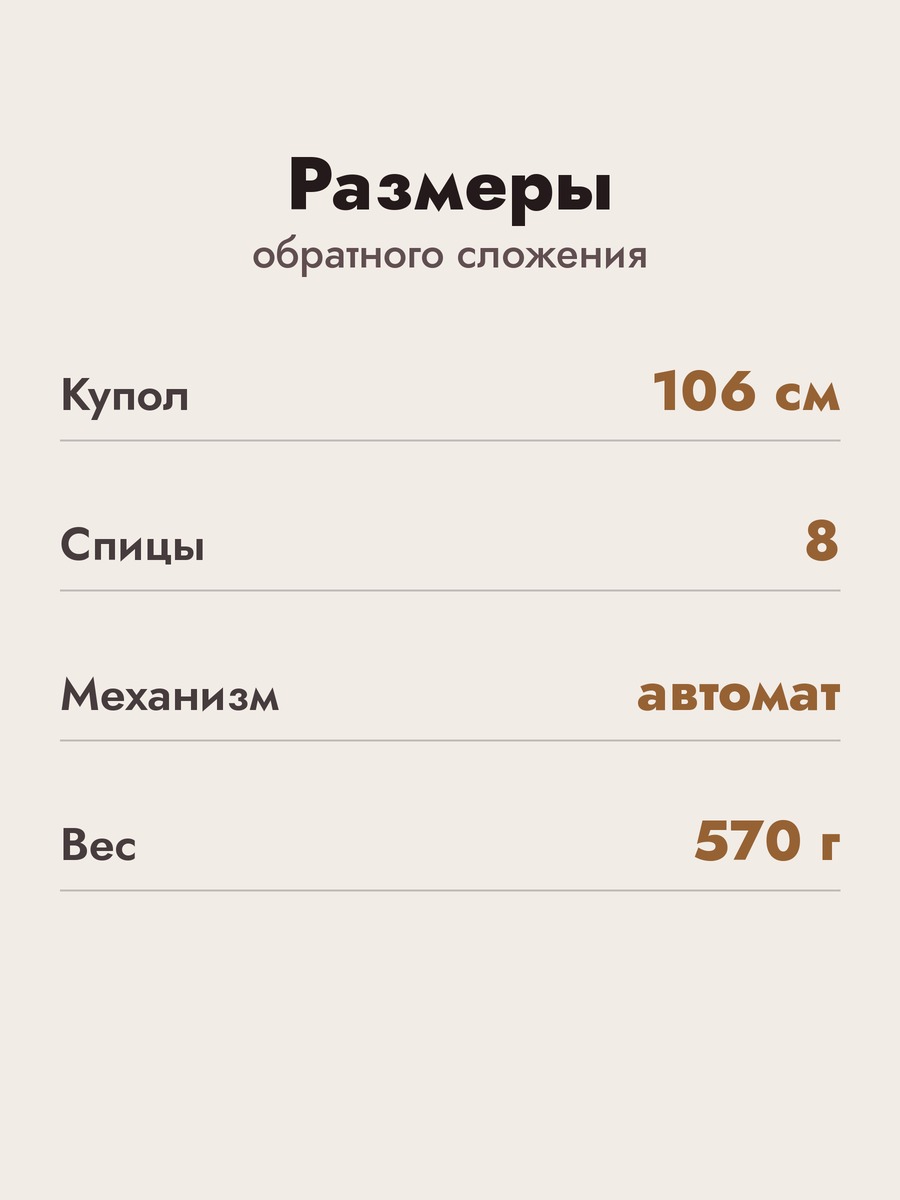 Размеры
обратного сложения
Купол 106 см
Спицы 8
Механизм автомат
Вес 570 г